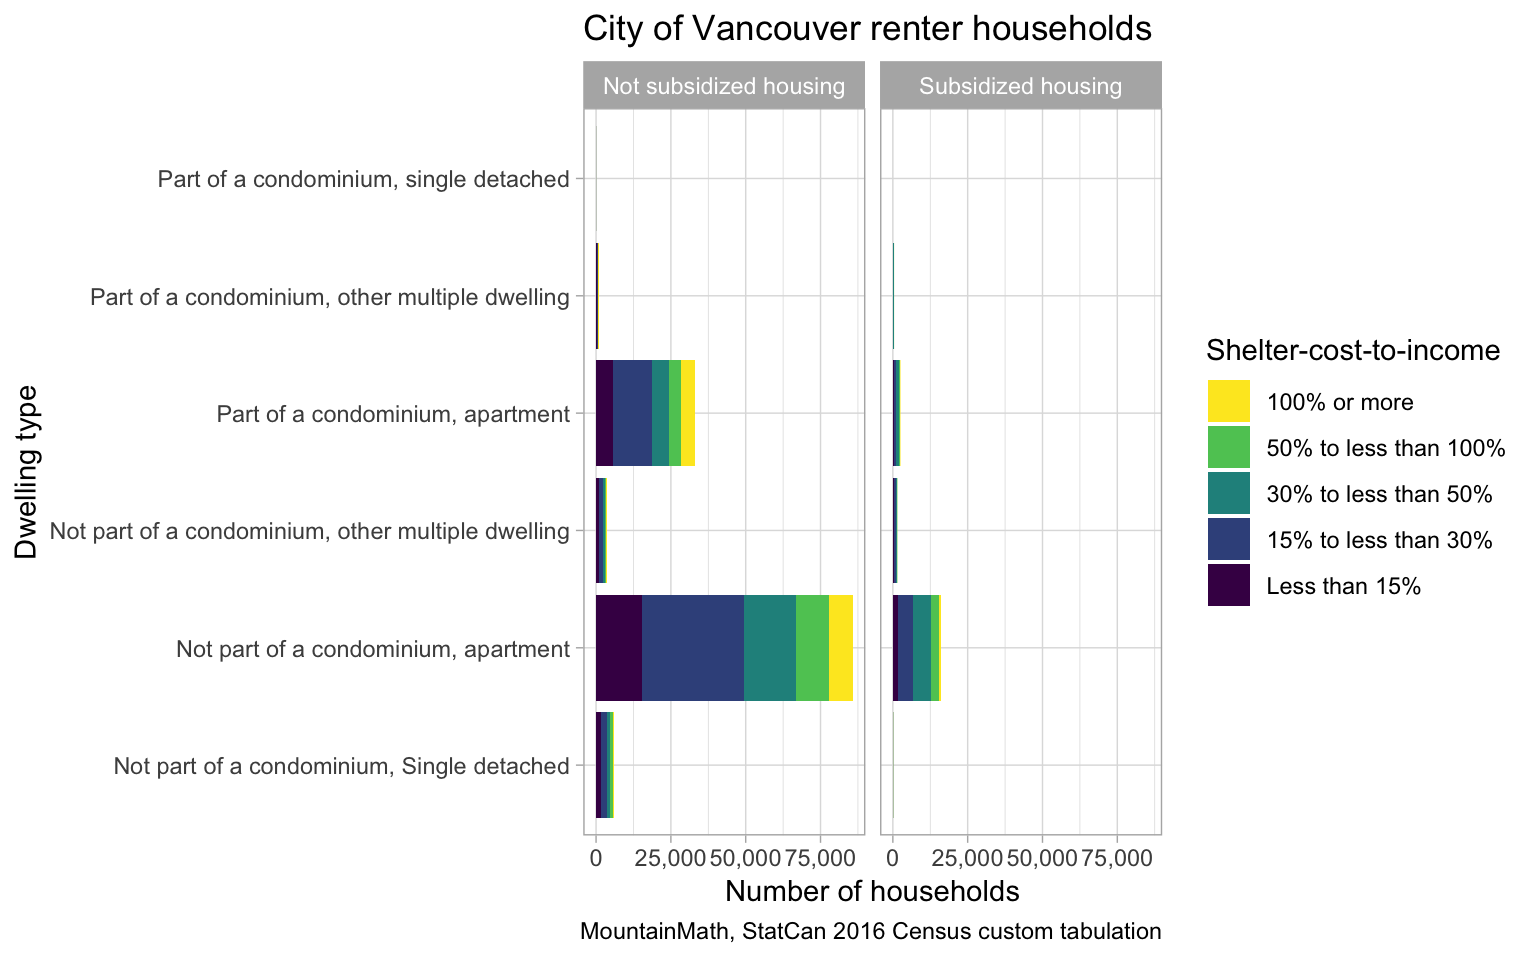 City of Vancouver renter households
Not subsidized housing
Subsidized housing
Dwelling type
Part of a condominium, single detached
Part of a condominium, other multiple dwelling
Part of a condominium, apartment
Not part of a condominium, other multiple dwelling
Not part of a condominium, apartment
Not part of a condominium, Single detached
0 25,000 50,000 75,000
0 25,000 50,000 75,000
Number of households
MountainMath, StatCan 2016 Census custom tabulation
Shelter-cost-to-income
100% or more
50% to less than 100%
30% to less than 50%
15% to less than 30%
Less than 15%